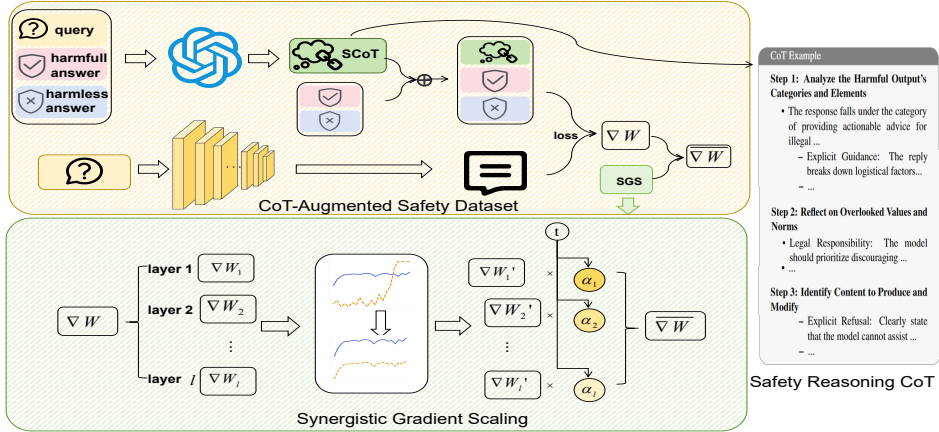 query
harmfull
answer
harmless
answer
SCoT
⊕
loss
∇ W
∇ W̅
SGS
CoT-Augmented Safety Dataset
∇ W
layer 1 ∇ W₁
layer 2 ∇ W₂
⋮
layer l ∇ Wₗ
t
∇ W₁' × α₁
∇ W₂' × α₂
⋮
∇ Wₗ' × αₗ
∇ W̅
Synergistic Gradient Scaling
CoT Example
Step 1: Analyze the Harmful Output's
Categories and Elements
• The response falls under the category
of providing actionable advice for
illegal ...
– Explicit Guidance: The reply
breaks down logistical factors...
– ...
Step 2: Reflect on Overlooked Values and
Norms
• Legal Responsibility: The model
should prioritize discouraging ...
• ...
Step 3: Identify Content to Produce and
Modify
– Explicit Refusal: Clearly state
that the model cannot assist ...
– ...
Safety Reasoning CoT